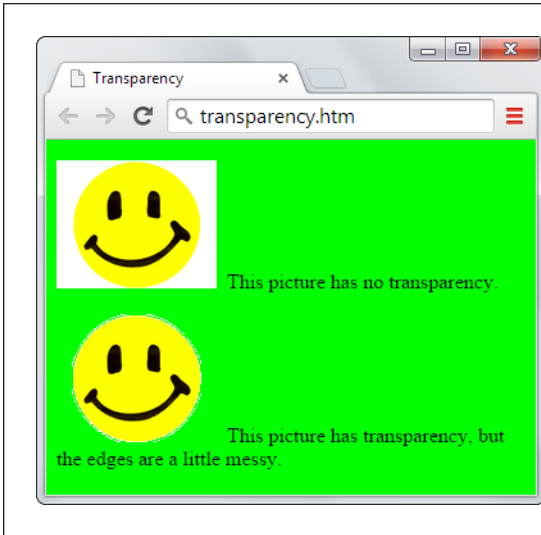 Transparency
transparency.htm
This picture has no transparency.
This picture has transparency, but
the edges are a little messy.